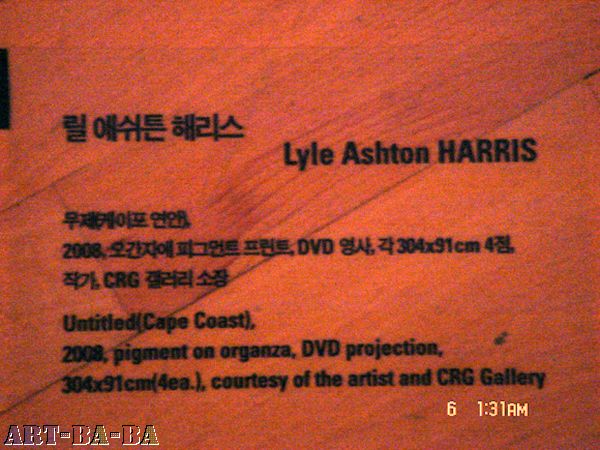 릴 애쉬튼 해리스
Lyle Ashton HARRIS
무제(케이포 연안),
2008, 오간자에 피그먼트 프린트, DVD 영사, 각 304x91cm 4점,
작가, CRG 갤러리 소장
Untitled(Cape Coast),
2008, pigment on organza, DVD projection,
304x91cm(4ea.), courtesy of the artist and CRG Gallery
6 1:31AM
ART-BA-BA